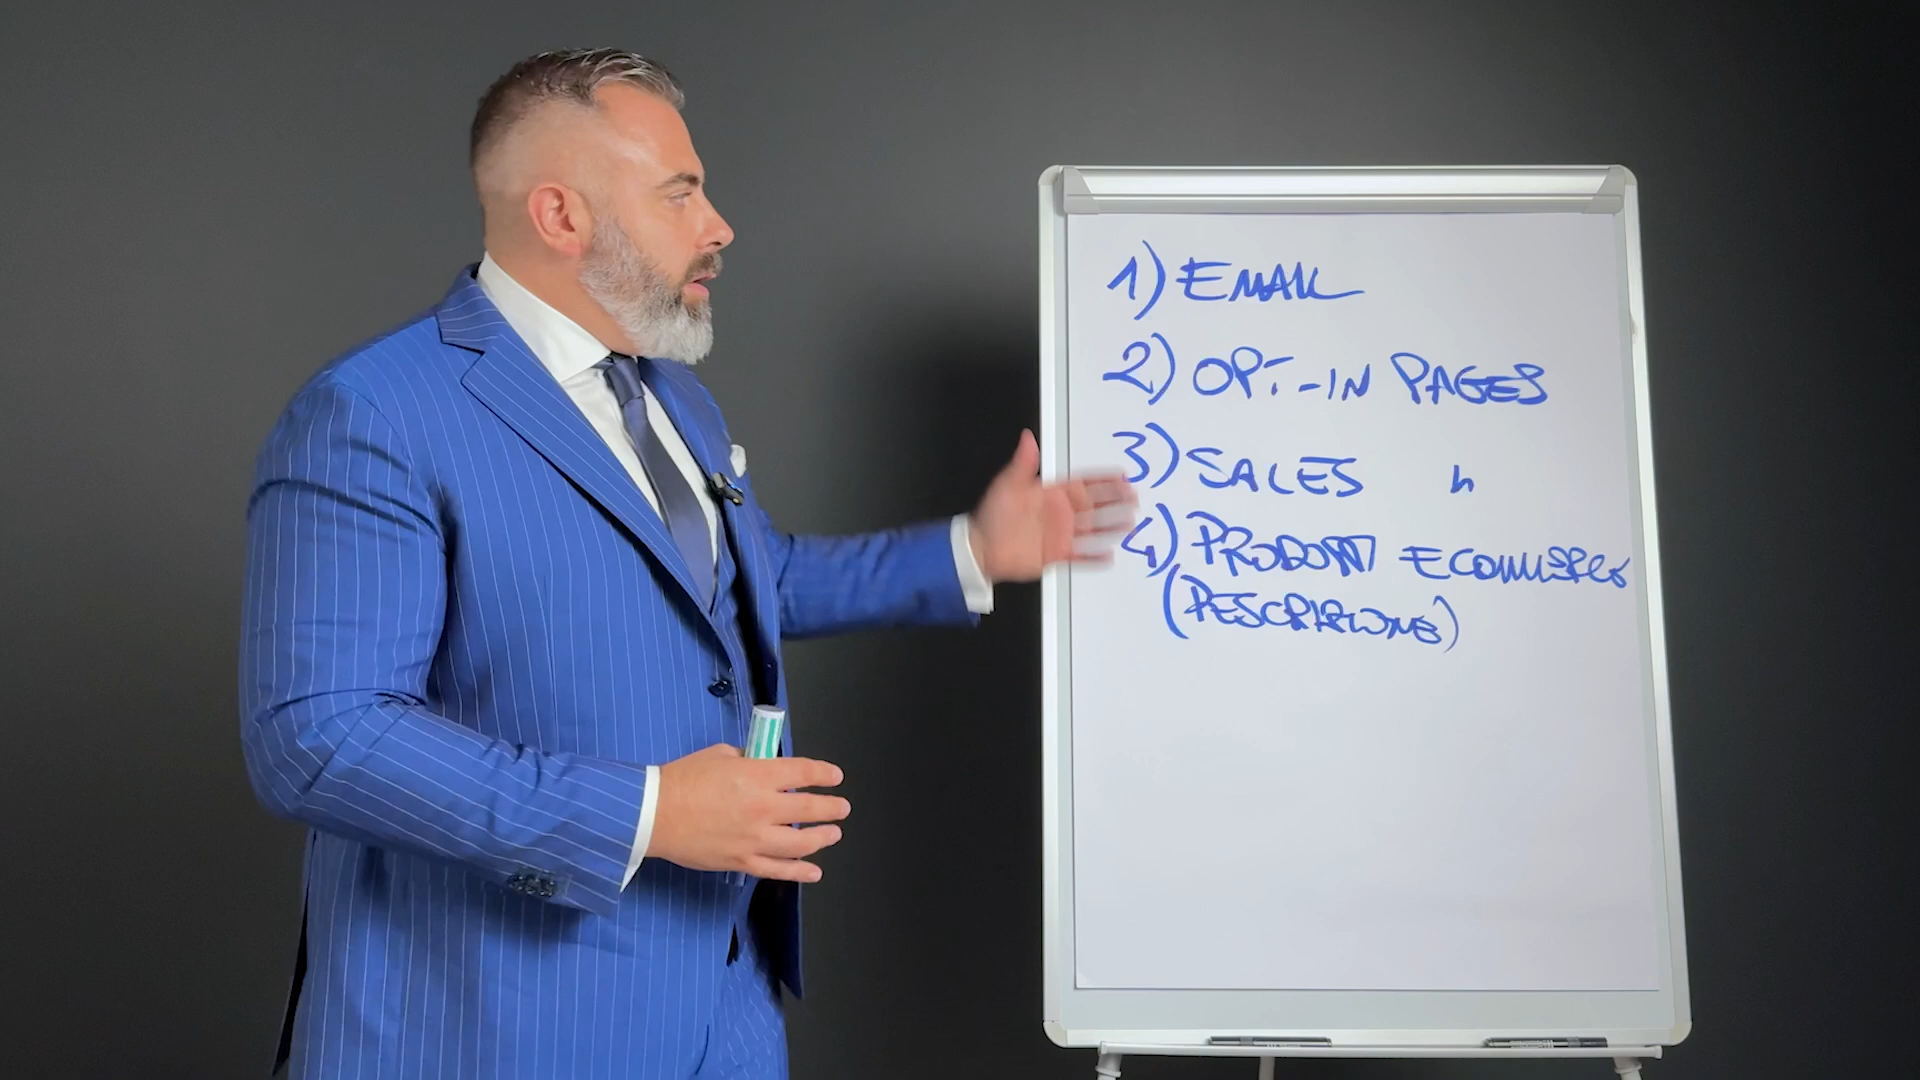 1) EMAIL
2) OPT-IN PAGES
3) SALES "
4) PRODOTTI ECOMMERCE
(DESCRIZIONE)